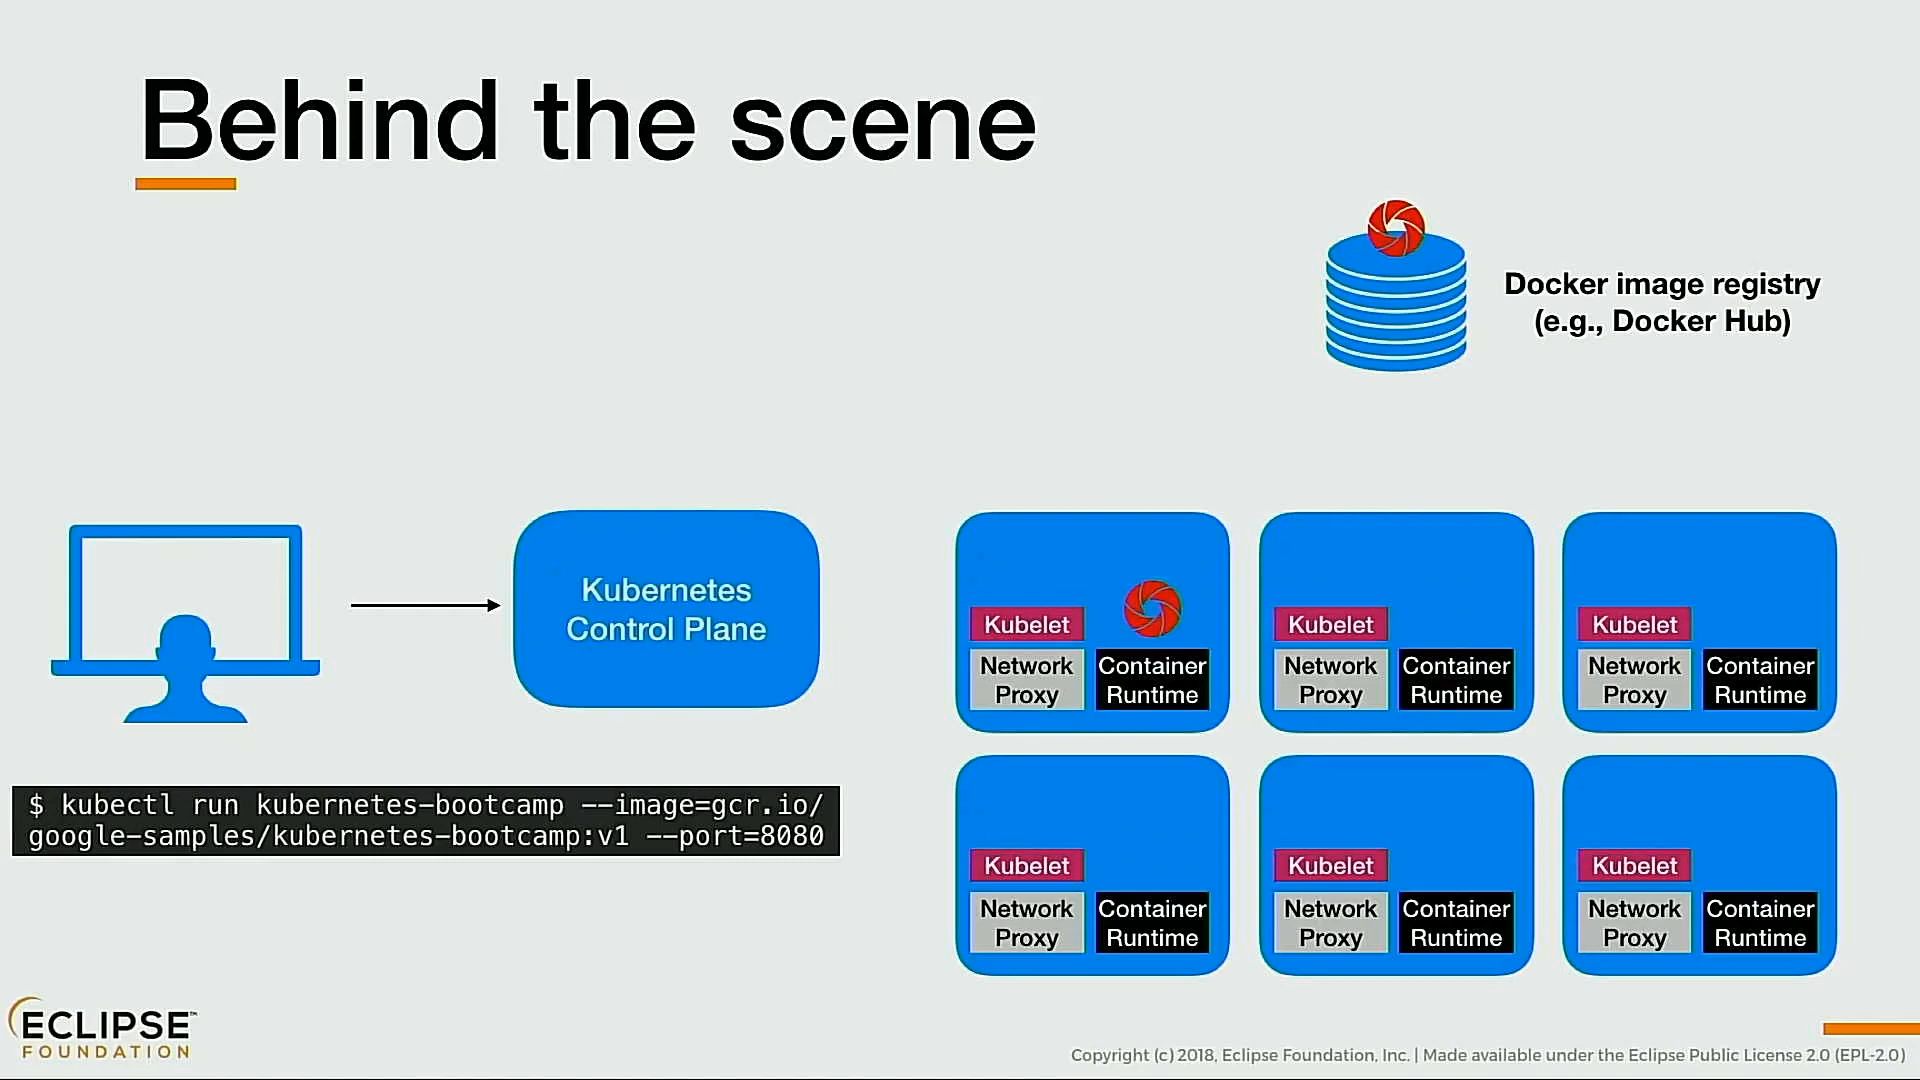 Behind the scene
Docker image registry
(e.g., Docker Hub)
Kubernetes
Control Plane
$ kubectl run kubernetes-bootcamp --image=gcr.io/
google-samples/kubernetes-bootcamp:v1 --port=8080
Kubelet
Network
Proxy
Container
Runtime
Kubelet
Network
Proxy
Container
Runtime
Kubelet
Network
Proxy
Container
Runtime
Kubelet
Network
Proxy
Container
Runtime
Kubelet
Network
Proxy
Container
Runtime
Kubelet
Network
Proxy
Container
Runtime
ECLIPSE™
FOUNDATION
Copyright (c) 2018, Eclipse Foundation, Inc. | Made available under the Eclipse Public License 2.0 (EPL-2.0)